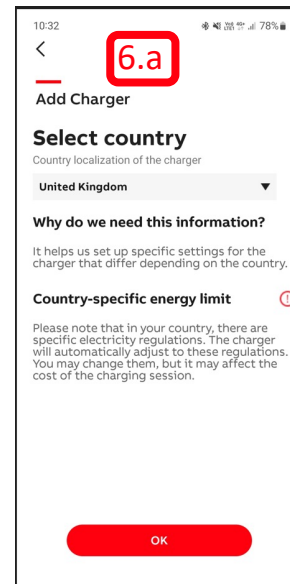 10:32
78%
6.a
Add Charger
Select country
Country localization of the charger
United Kingdom
Why do we need this information?
It helps us set up specific settings for the
charger that differ depending on the country.
Country-specific energy limit
Please note that in your country, there are
specific electricity regulations. The charger
will automatically adjust to these regulations.
You may change them, but it may affect the
cost of the charging session.
OK